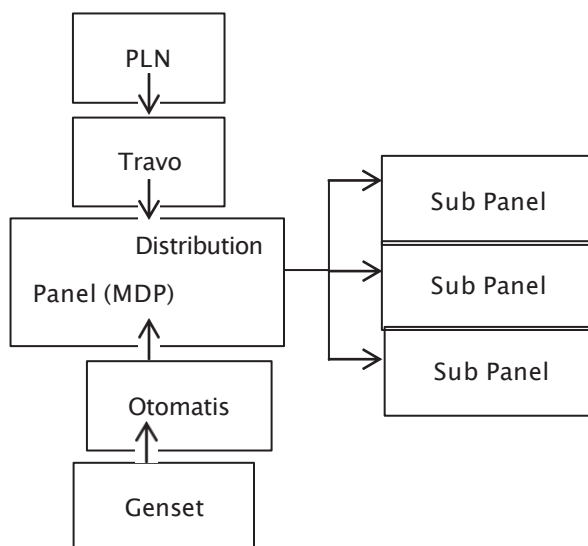 PLN
Travo
Distribution
Panel (MDP)
Otomatis
Genset
Sub Panel
Sub Panel
Sub Panel